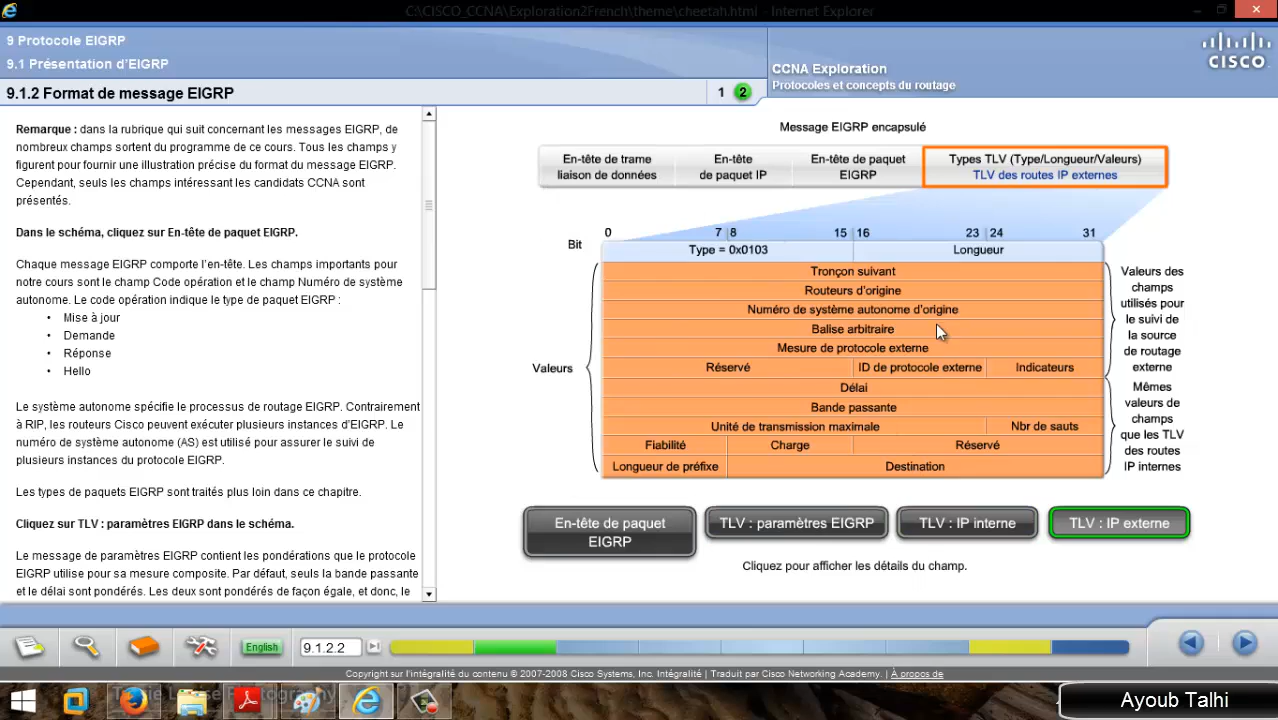 C:\CISCO_CCNA\Exploration2French\theme\cheetah.html - Internet Explorer
9 Protocole EIGRP
9.1 Présentation d'EIGRP
9.1.2 Format de message EIGRP
1 2
CCNA Exploration
Protocoles et concepts du routage
CISCO
Remarque : dans la rubrique qui suit concernant les messages EIGRP, de
nombreux champs sortent du programme de ce cours. Tous les champs y
figurent pour fournir une illustration précise du format du message EIGRP.
Cependant, seuls les champs intéressant les candidats CCNA sont
présentés.
Dans le schéma, cliquez sur En-tête de paquet EIGRP.
Chaque message EIGRP comporte l'en-tête. Les champs importants pour
notre cours sont le champ Code opération et le champ Numéro de système
autonome. Le code opération indique le type de paquet EIGRP :
• Mise à jour
• Demande
• Réponse
• Hello
Le système autonome spécifie le processus de routage EIGRP. Contrairement
à RIP, les routeurs Cisco peuvent exécuter plusieurs instances d'EIGRP. Le
numéro de système autonome (AS) est utilisé pour assurer le suivi de
plusieurs instances du protocole EIGRP.
Les types de paquets EIGRP sont traités plus loin dans ce chapitre.
Cliquez sur TLV : paramètres EIGRP dans le schéma.
Le message de paramètres EIGRP contient les pondérations que le protocole
EIGRP utilise pour sa mesure composite. Par défaut, seuls la bande passante
et le délai sont pondérés. Les deux sont pondérés de façon égale, et donc, le
Message EIGRP encapsulé
En-tête de trame
liaison de données
En-tête
de paquet IP
En-tête de paquet
EIGRP
Types TLV (Type/Longueur/Valeurs)
TLV des routes IP externes
Bit
0 7 8 15 16 23 24 31
Type = 0x0103 Longueur
Tronçon suivant
Routeurs d'origine
Numéro de système autonome d'origine
Balise arbitraire
Mesure de protocole externe
Réservé ID de protocole externe Indicateurs
Délai
Bande passante
Unité de transmission maximale Nbr de sauts
Fiabilité Charge Réservé
Longueur de préfixe Destination
Valeurs
Valeurs des
champs
utilisés pour
le suivi de
la source
de routage
externe
Mêmes
valeurs de
champs
que les TLV
des routes
IP internes
En-tête de paquet
EIGRP
TLV : paramètres EIGRP
TLV : IP interne
TLV : IP externe
Cliquez pour afficher les détails du champ.
English
9.1.2.2
Copyright sur l'intégralité du contenu © 2007-2008 Cisco Systems, Inc. Intégralité | Traduit par Cisco Networking Academy. | À propos de
Ayoub Talhi